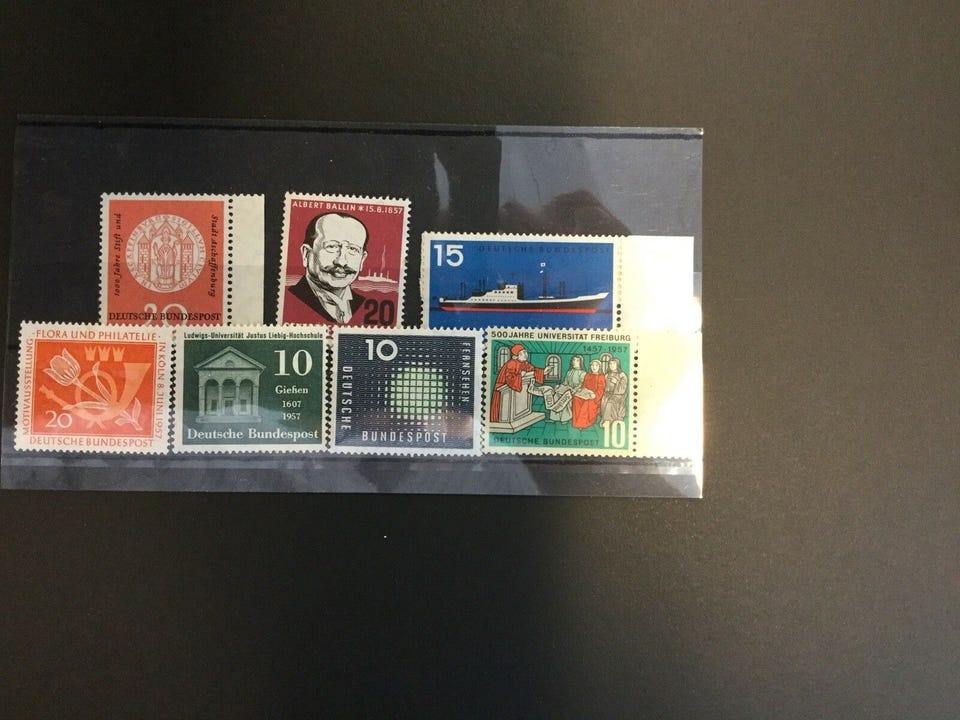 1000 Jahre Stift und
Stadt Aschaffenburg
20
DEUTSCHE BUNDESPOST
ALBERT BALLIN * 15.8.1857
20
15 DEUTSCHE BUNDESPOST
MOTIVAUSSTELLUNG
FLORA UND PHILATELIE
IN KÖLN 8. JUNI 1957
20
DEUTSCHE BUNDESPOST
Ludwigs-Universität Justus Liebig-Hochschule
10
Gießen
1607
1957
Deutsche Bundespost
10
FERNSEHEN
DEUTSCHE
BUNDESPOST
500 JAHRE UNIVERSITÄT FREIBURG
1457-1957
DEUTSCHE BUNDESPOST 10